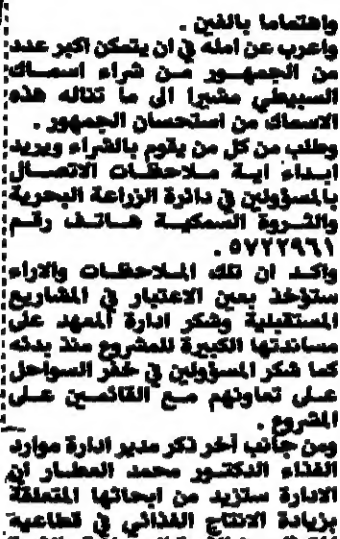 واهتماما بالغين .
واعرب عن امله في ان يتمكن اكبر عدد
من الجمهور من شراء اسماك
السبيطي مشيرا الى ما تناله هذه
الاسماك من استحسان الجمهور .
وطلب من كل من يقوم بالشراء ويريد
ابداء اية ملاحظات الاتصال
بالمسؤولين في دائرة الزراعة البحرية
والثروة السمكية هاتف رقم
٥٧٢٢٩٦١ .
واكد ان تلك الملاحظات والاراء
ستؤخذ بعين الاعتبار في المشاريع
المستقبلية وشكر ادارة المعهد على
مساندتها الكبيرة للمشروع منذ بدئه
كما شكر المسؤولين في خفر السواحل
على تعاونهم مع القائمين على
المشروع .
ومن جانب آخر ذكر مدير ادارة موارد
الغذاء الدكتور محمد العطار ان
الادارة ستزيد من ابحاثها المتعلقة
بزيادة الانتاج الغذائي في قطاعية